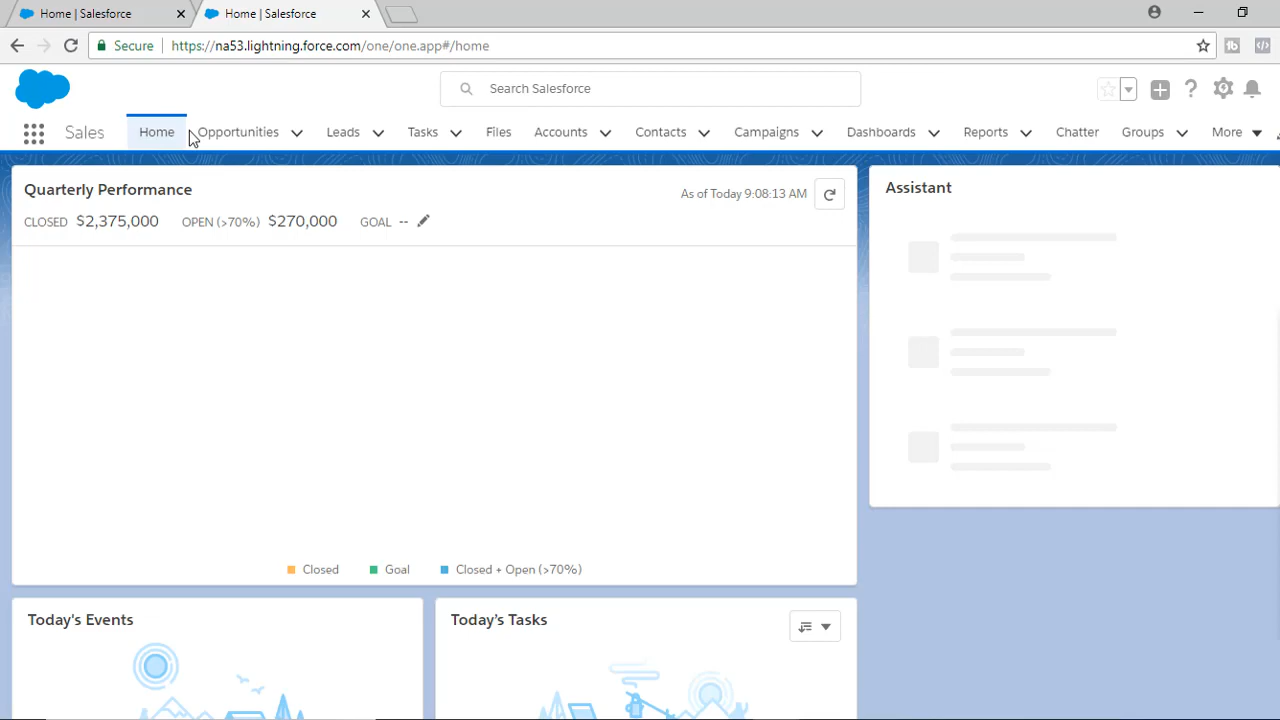 Home | Salesforce
Home | Salesforce
Secure https://na53.lightning.force.com/one/one.app#/home
Search Salesforce
Sales Home Opportunities Leads Tasks Files Accounts Contacts Campaigns Dashboards Reports Chatter Groups More
Quarterly Performance
As of Today 9:08:13 AM
CLOSED $2,375,000 OPEN (>70%) $270,000 GOAL --
Assistant
Closed Goal Closed + Open (>70%)
Today's Events
Today's Tasks